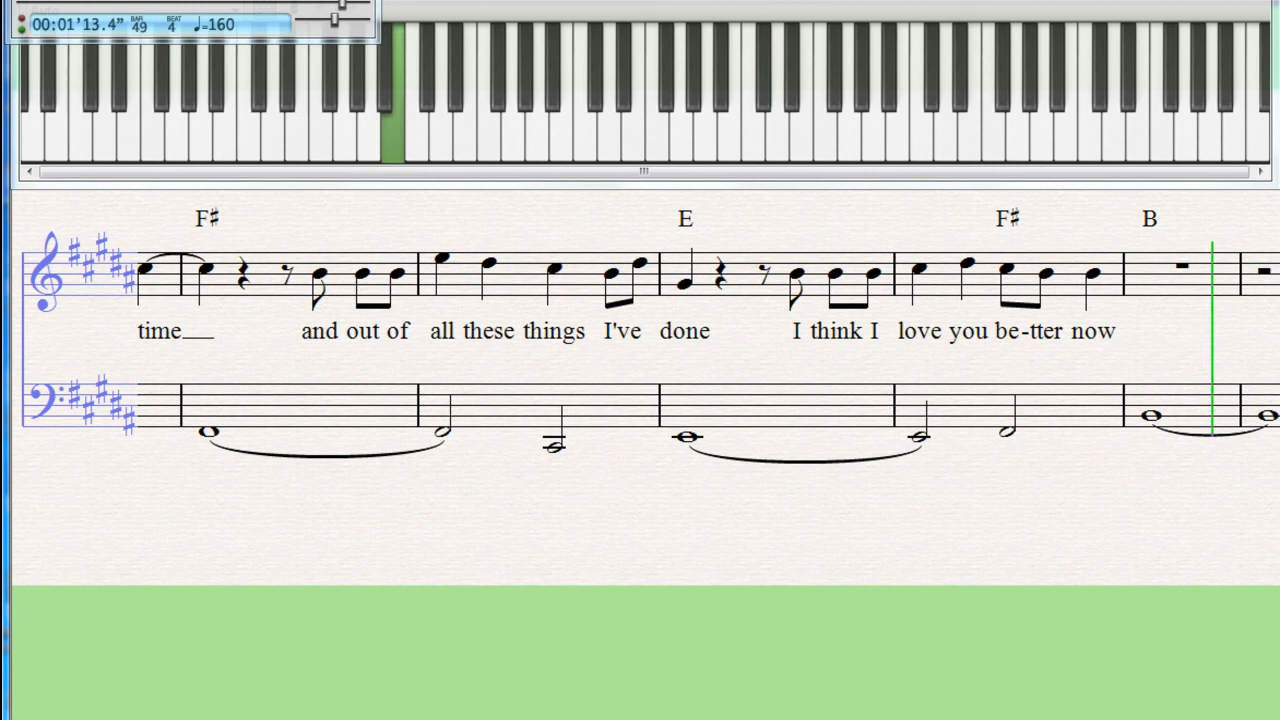 00:01'13.4" BAR 49 BEAT 4 ♩=160
F♯ E F♯ B
time__ and out of all these things I've done I think I love you be-tter now